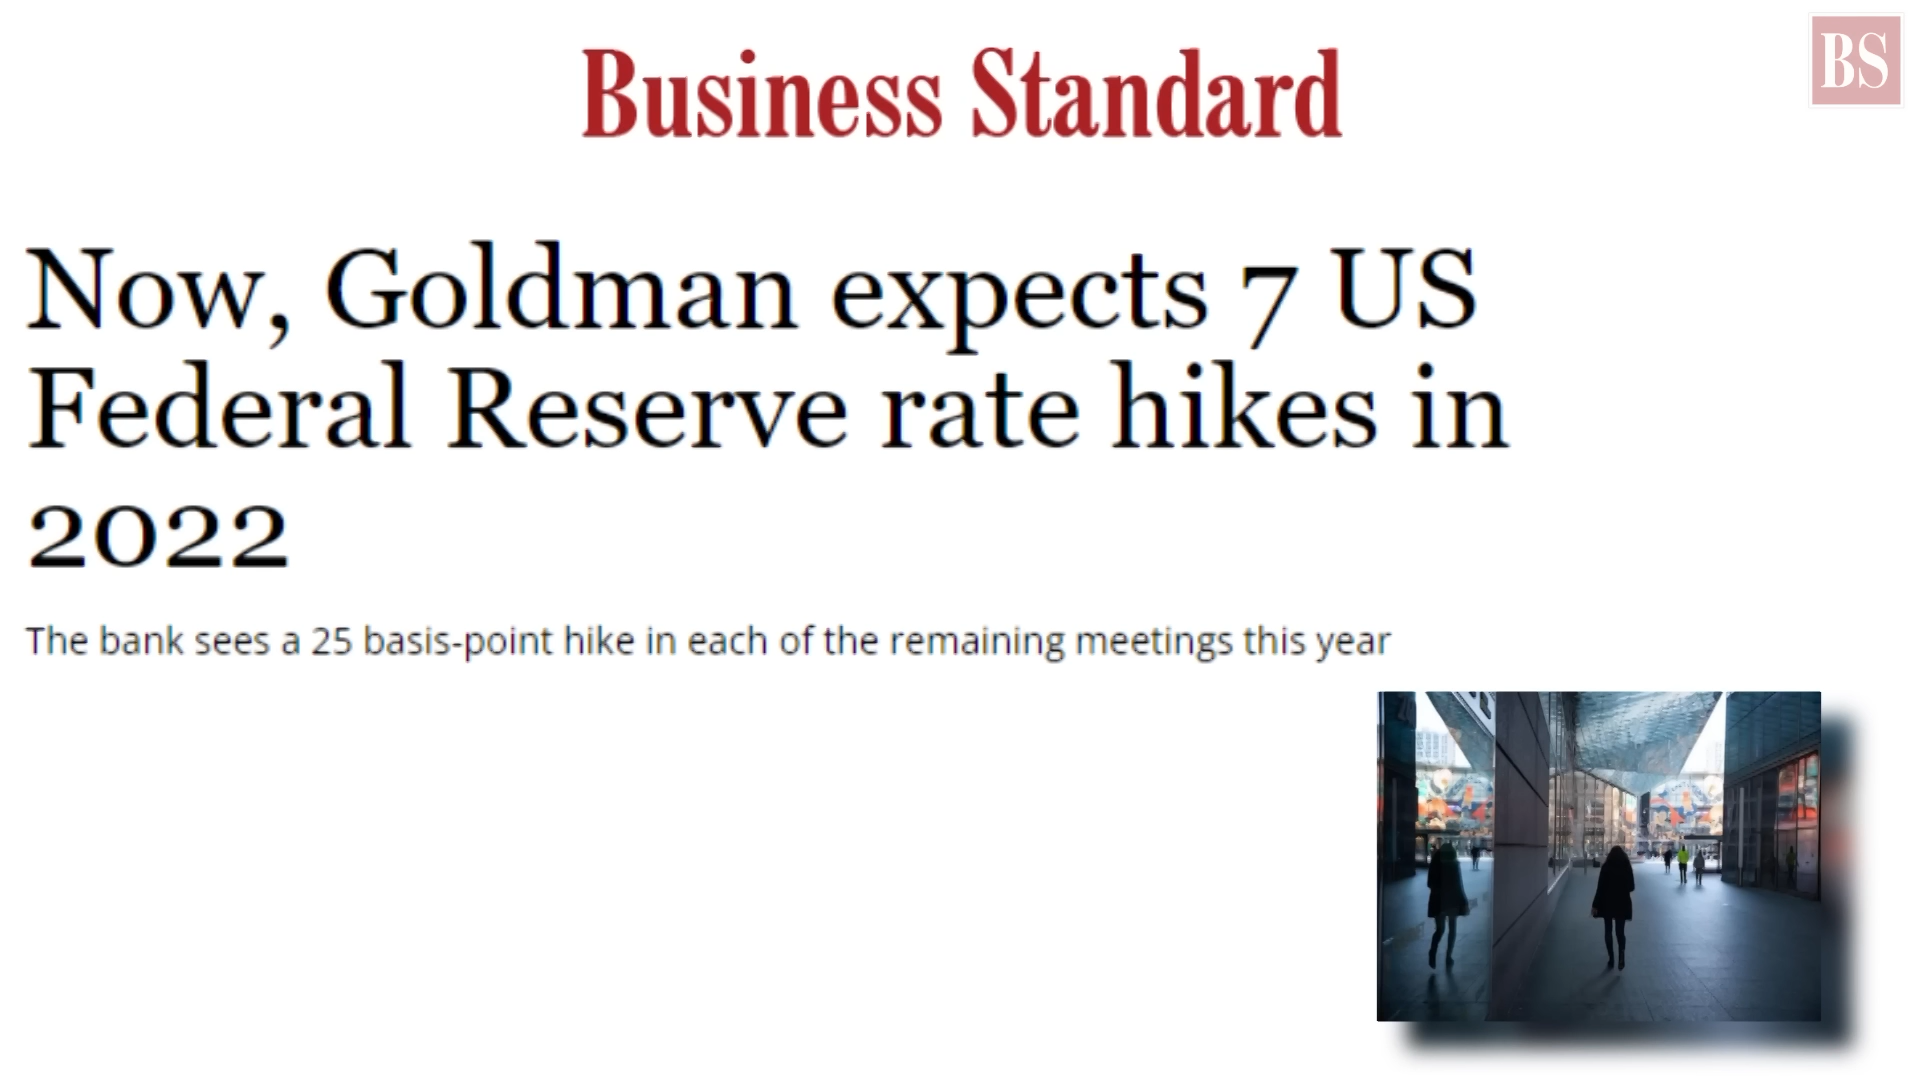 Business Standard
BS
Now, Goldman expects 7 US
Federal Reserve rate hikes in
2022
The bank sees a 25 basis-point hike in each of the remaining meetings this year